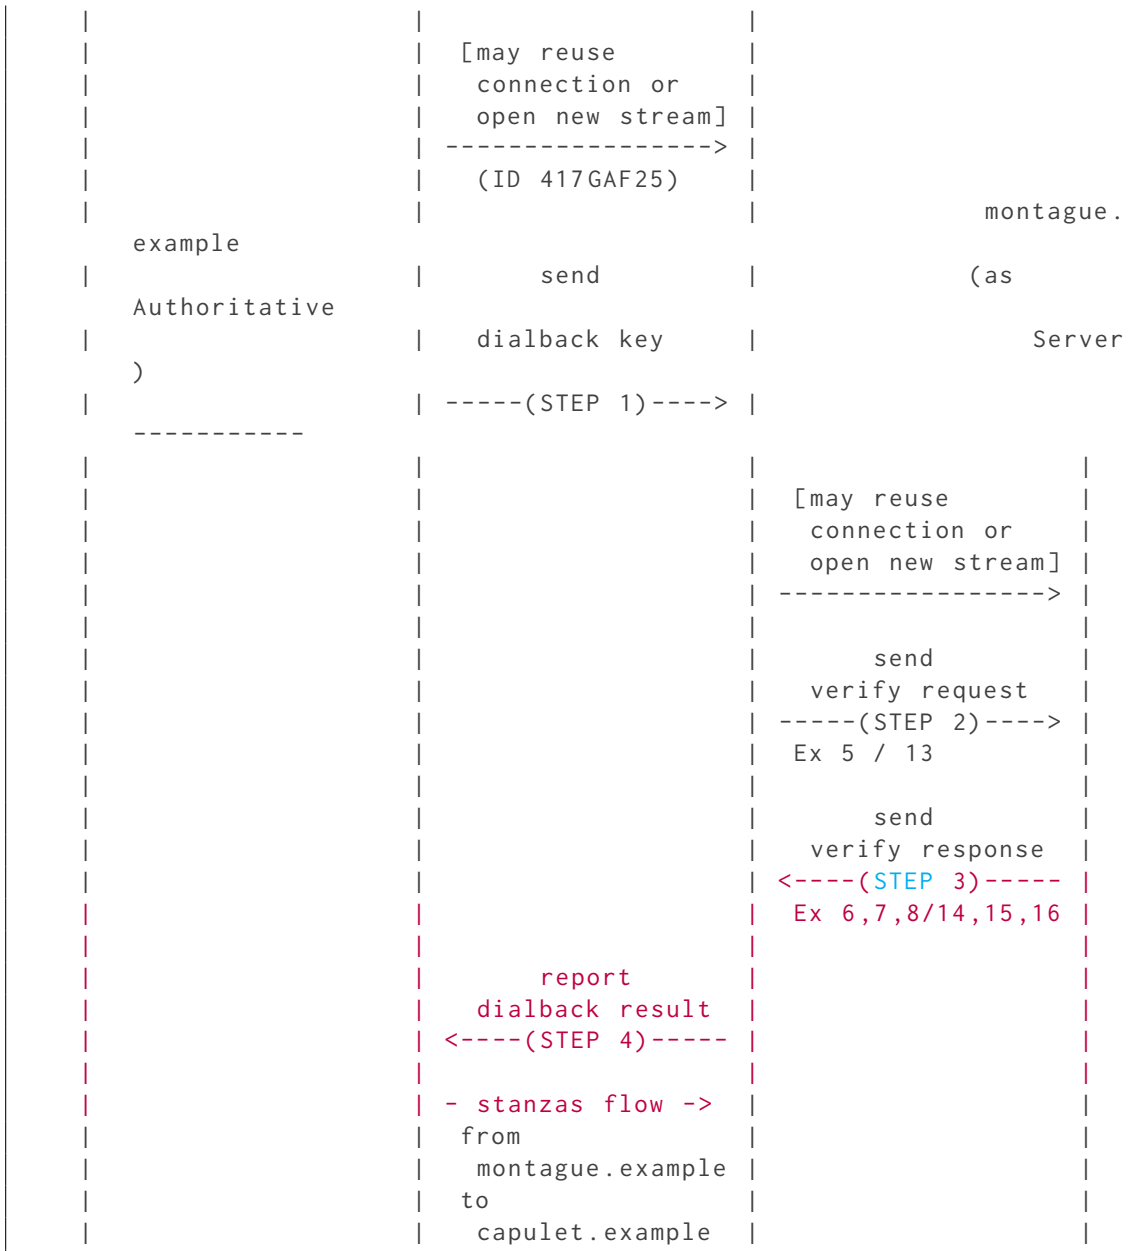 |                    |                    |
|                    |  [may reuse        |
|                    |   connection or    |
|                    |   open new stream] |
|                    | -----------------> |
|                    |   (ID 417GAF25)    |
|                    |                    |              montague.
   example
|                    |       send         |             (as
   Authoritative
|                    |   dialback key     |                 Server
   )
|                    | -----(STEP 1)----> |
   -----------
|                    |                    |                    |
|                    |                    |  [may reuse        |
|                    |                    |   connection or    |
|                    |                    |   open new stream] |
|                    |                    | -----------------> |
|                    |                    |                    |
|                    |                    |       send         |
|                    |                    |   verify request   |
|                    |                    | -----(STEP 2)----> |
|                    |                    |  Ex 5 / 13         |
|                    |                    |                    |
|                    |                    |       send         |
|                    |                    |   verify response  |
|                    |                    | <----(STEP 3)----- |
|                    |                    |  Ex 6,7,8/14,15,16 |
|                    |                    |                    |
|                    |       report       |                    |
|                    |   dialback result  |                    |
|                    | <----(STEP 4)----- |                    |
|                    |                    |                    |
|                    | - stanzas flow ->  |                    |
|                    |  from              |                    |
|                    |   montague.example |                    |
|                    |  to                |                    |
|                    |   capulet.example  |                    |